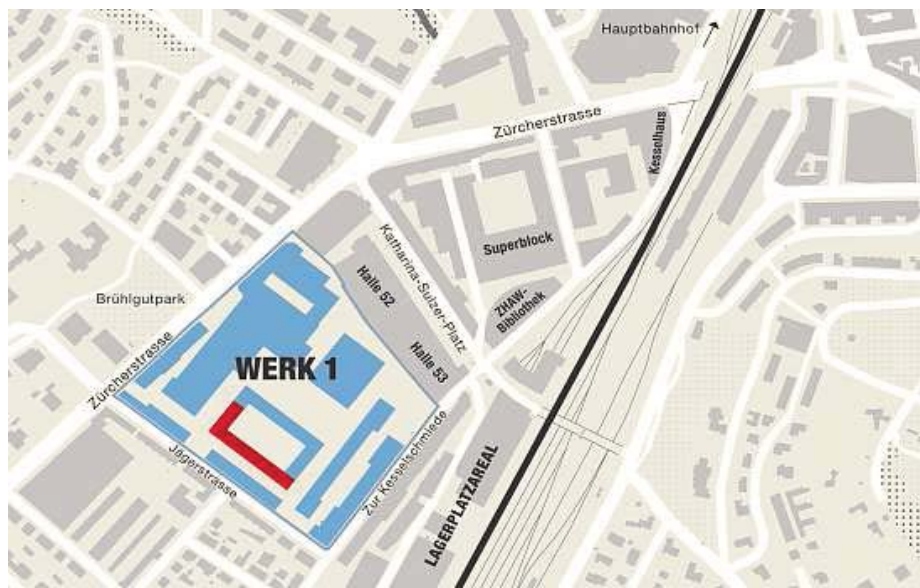 Hauptbahnhof
Zürcherstrasse
Kesselhaus
Katharina-Sulzer-Platz
Superblock
Halle 52
ZHAW-
Bibliothek
Brühlgutpark
Halle 53
WERK 1
Zürcherstrasse
Jägerstrasse
Zur Kesselschmiede
LAGERPLATZAREAL